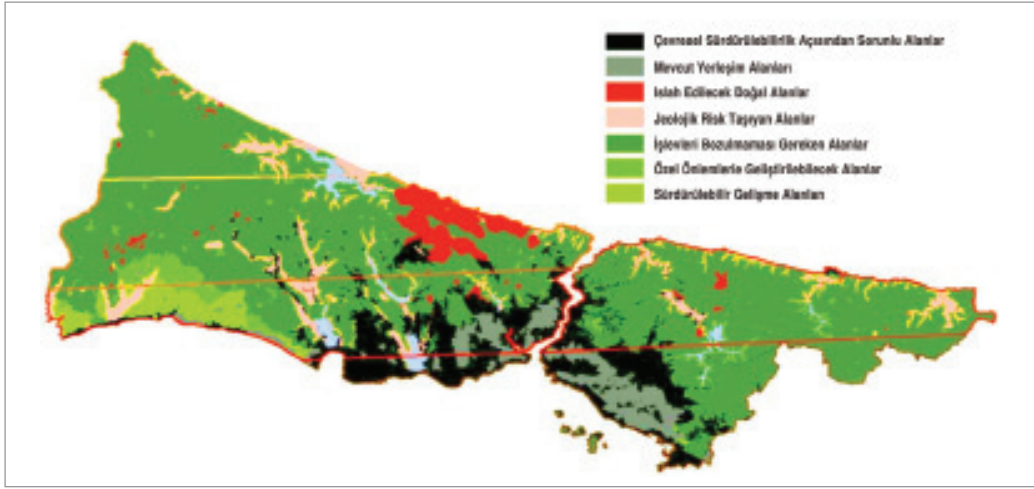 Çevresel Sürdürülebilirlik Açısından Sorunlu Alanlar
Mevcut Yerleşim Alanları
Islah Edilecek Doğal Alanlar
Jeolojik Risk Taşıyan Alanlar
İşlevleri Bozulmaması Gereken Alanlar
Özel Önlemlerle Geliştirilebilecek Alanlar
Sürdürülebilir Gelişme Alanları